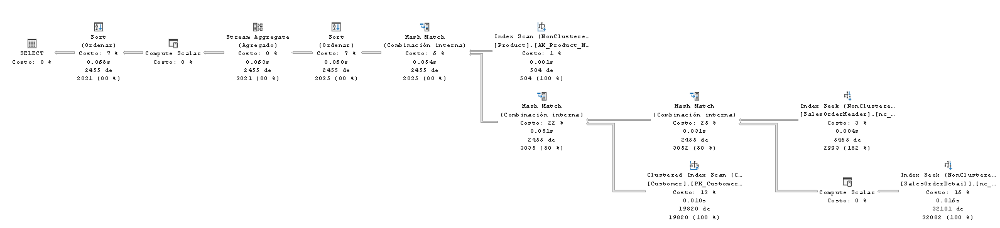 SELECT
Costo: 0 %
Sort
(Ordenar)
Costo: 7 %
0.068s
2455 de
3031 (80 %)
Compute Scalar
Costo: 0 %
Stream Aggregate
(Agregado)
Costo: 0 %
0.063s
2455 de
3031 (80 %)
Sort
(Ordenar)
Costo: 7 %
0.060s
2455 de
3035 (80 %)
Hash Match
(Combinación interna)
Costo: 6 %
0.054s
2455 de
3035 (80 %)
Index Scan (NonClustere…
[Product].[AK_Product_N…
Costo: 1 %
0.001s
504 de
504 (100 %)
Hash Match
(Combinación interna)
Costo: 22 %
0.051s
2455 de
3035 (80 %)
Hash Match
(Combinación interna)
Costo: 25 %
0.031s
2455 de
3052 (80 %)
Index Seek (NonClustere…
[SalesOrderHeader].[nc_…
Costo: 3 %
0.004s
5465 de
2993 (182 %)
Clustered Index Scan (C…
[Customer].[PK_Customer…
Costo: 13 %
0.010s
19820 de
19820 (100 %)
Compute Scalar
Costo: 0 %
Index Seek (NonClustere…
[SalesOrderDetail].[nc_…
Costo: 16 %
0.016s
32101 de
32082 (100 %)